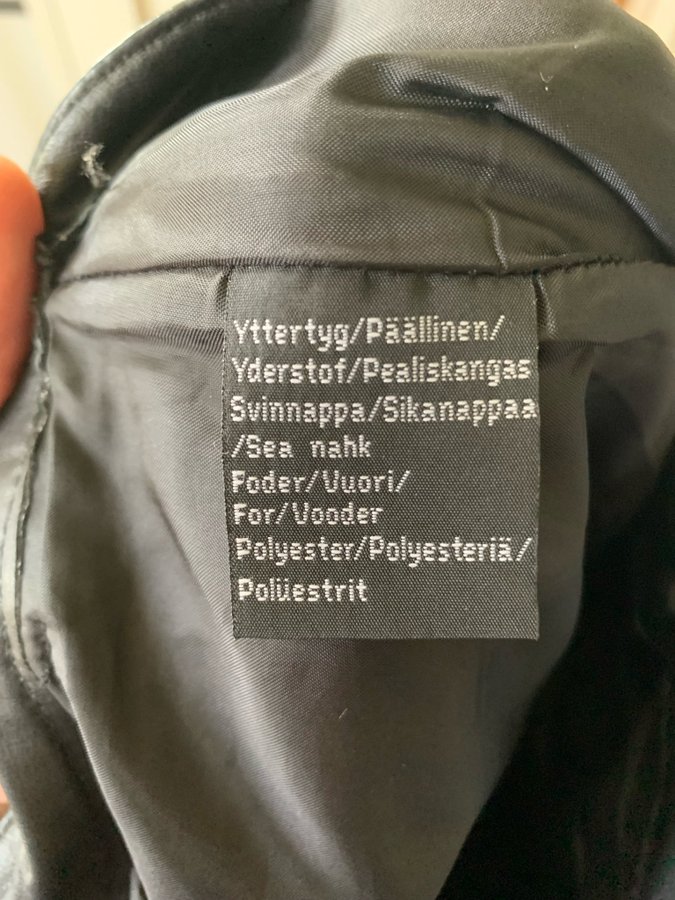 Yttertyg/Päällinen/
Yderstof/Pealiskangas
Svinnappa/Sikanappaa
/Sea nahk
Foder/Vuori/
For/Vooder
Polyester/Polyesteriä/
Polüestrit